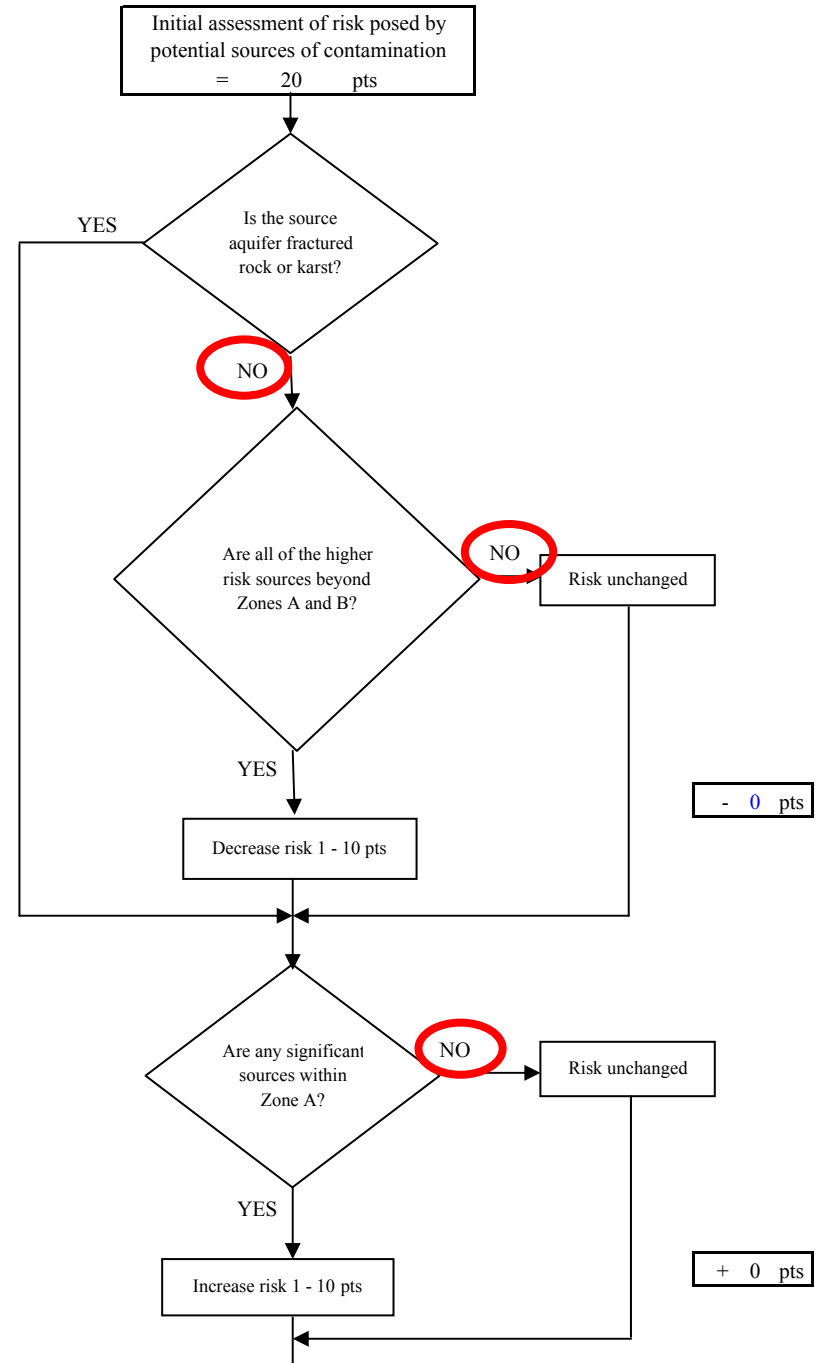 Initial assessment of risk posed by
potential sources of contamination
= 20 pts
YES
Is the source
aquifer fractured
rock or karst?
NO
Are all of the higher
risk sources beyond
Zones A and B?
NO
Risk unchanged
YES
- 0 pts
Decrease risk 1 - 10 pts
Are any significant
sources within
Zone A?
NO
Risk unchanged
YES
+ 0 pts
Increase risk 1 - 10 pts